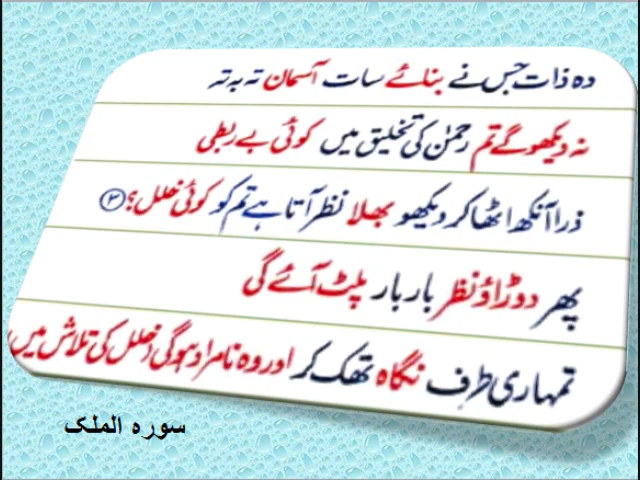 وہ ذات جس نے بنائے سات آسمان تہ بہ تہ
نہ دیکھو گے تم رحمٰن کی تخلیق میں کوئی بے ربطی
ذرا آنکھ اٹھا کر دیکھو بھلا نظر آتا ہے تم کو کوئی خلل؟ ③
پھر دوڑاؤ نظر بار بار پلٹ آئے گی
تمہاری طرف نگاہ تھک کر اور وہ نامراد ہوگی خلل کی تلاش میں
سورہ الملک